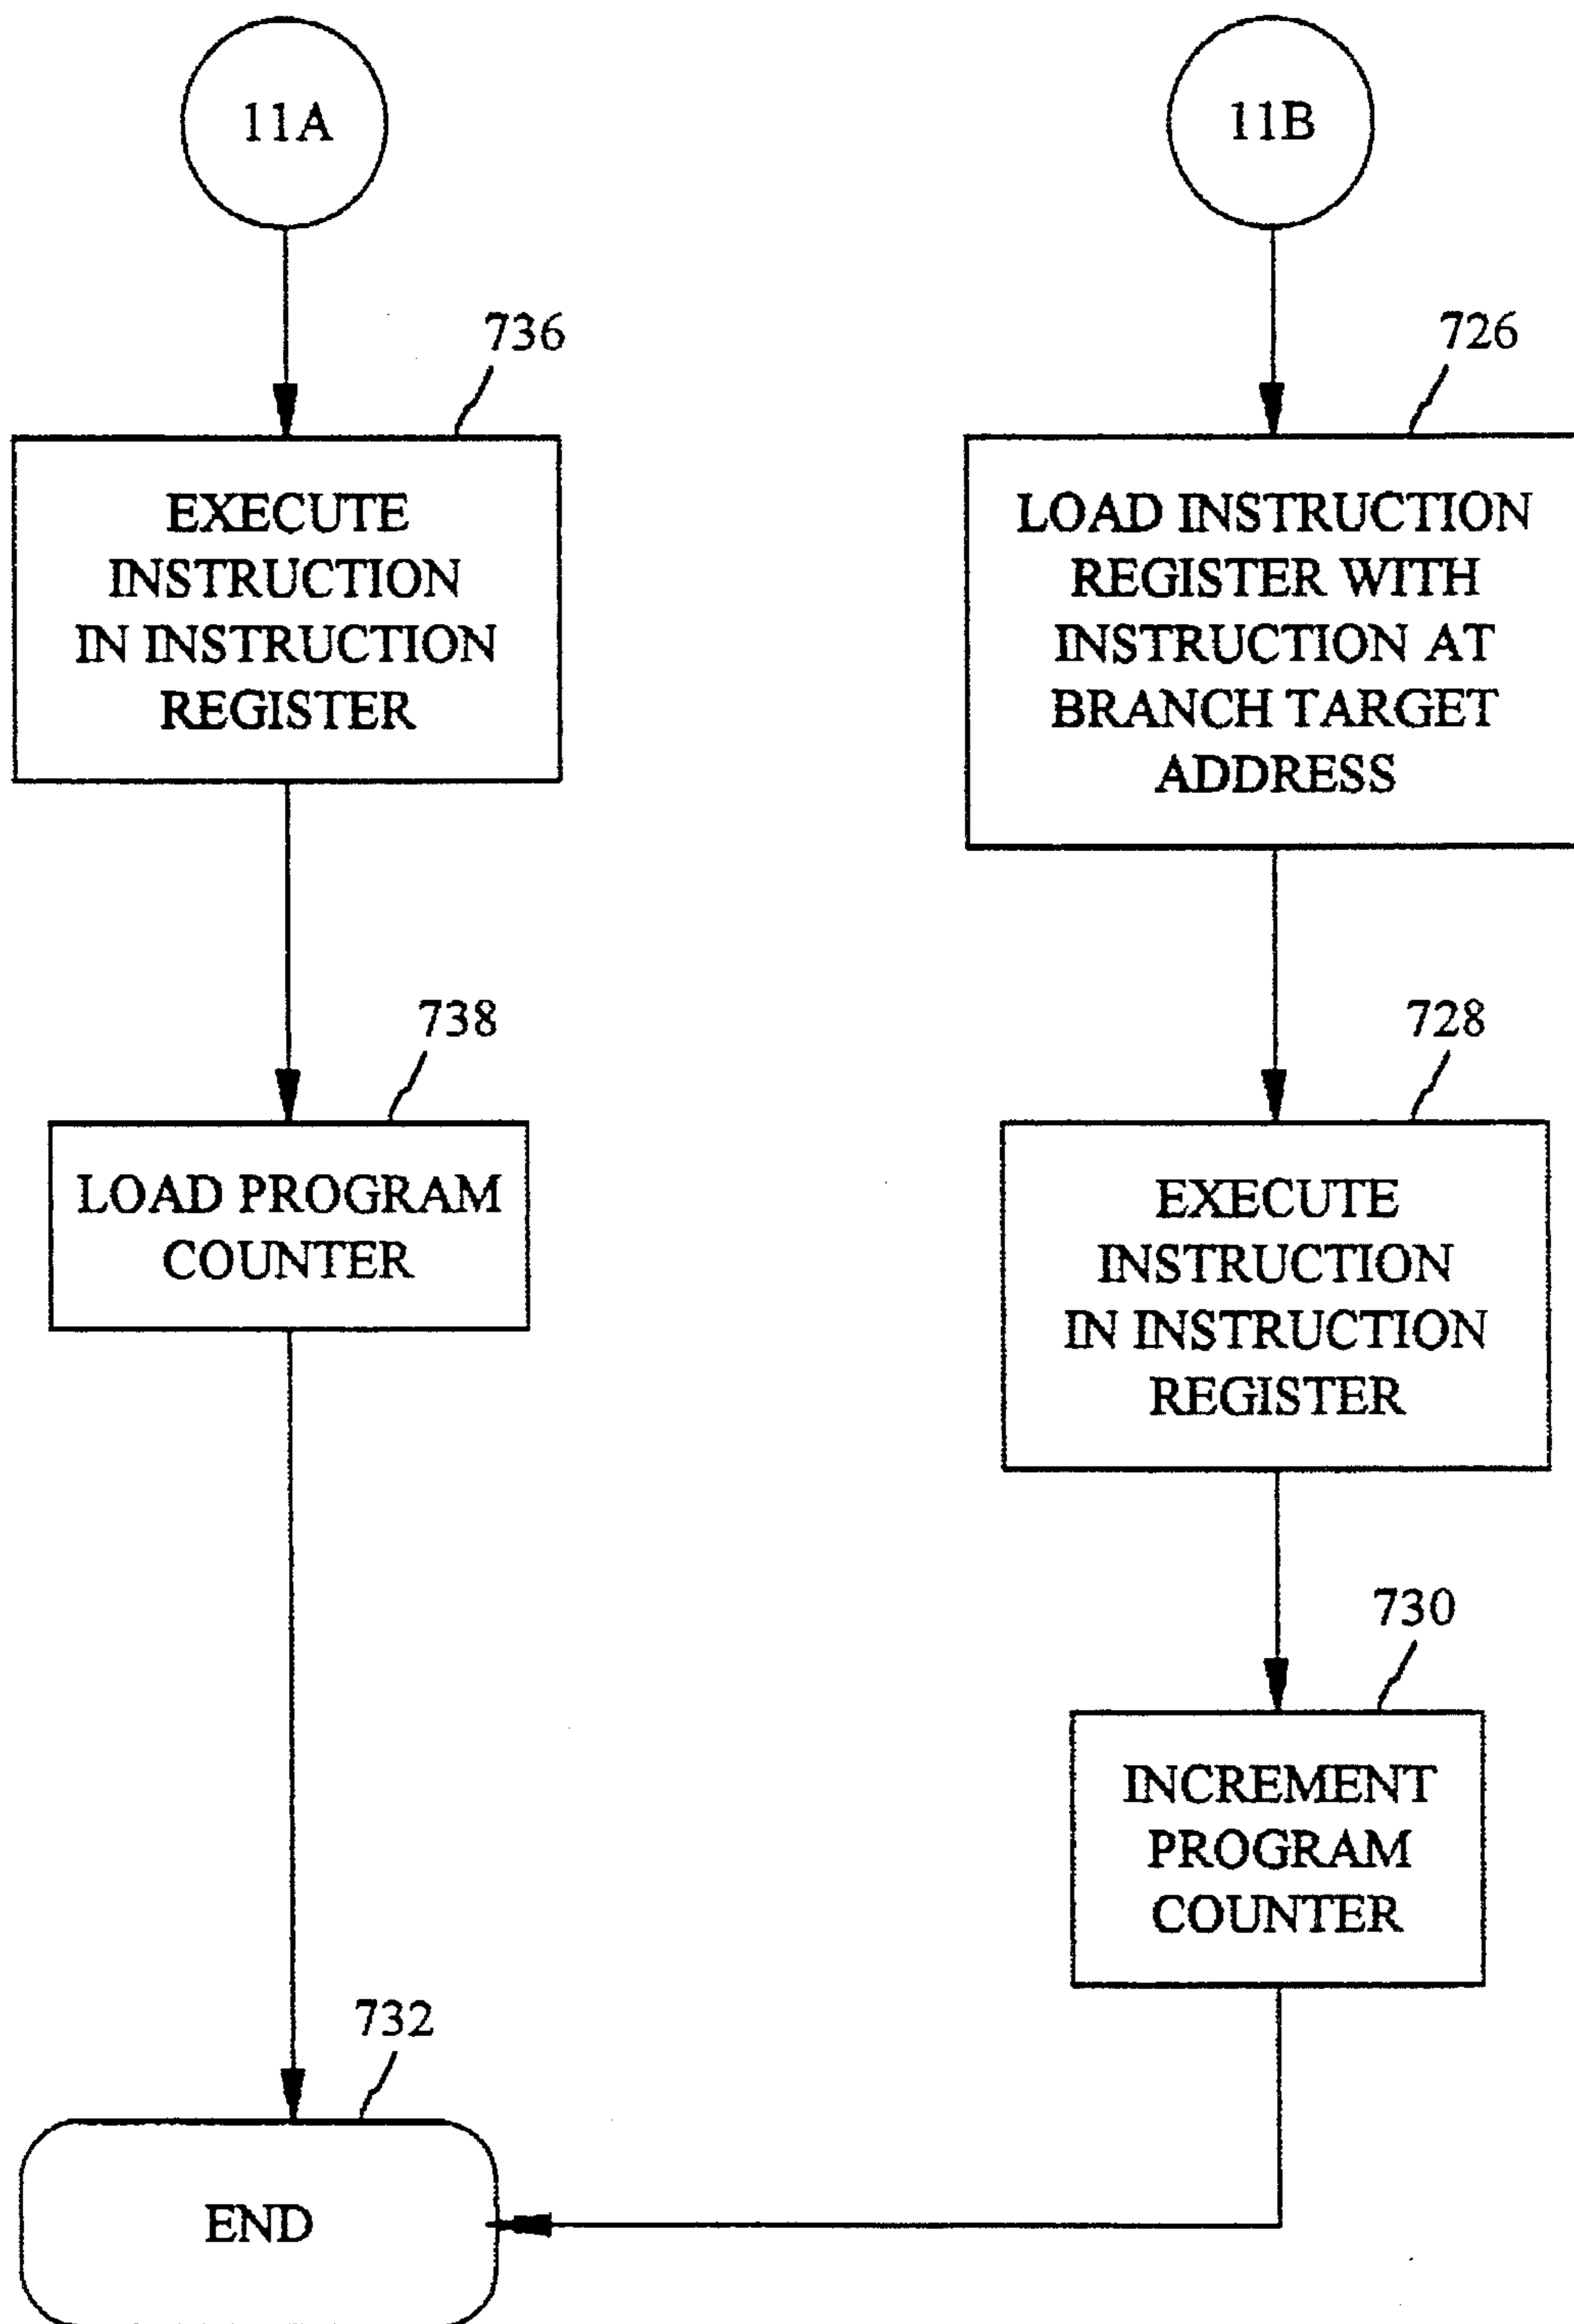 11A
736
EXECUTE
INSTRUCTION
IN INSTRUCTION
REGISTER
738
LOAD PROGRAM
COUNTER
732
END
11B
726
LOAD INSTRUCTION
REGISTER WITH
INSTRUCTION AT
BRANCH TARGET
ADDRESS
728
EXECUTE
INSTRUCTION
IN INSTRUCTION
REGISTER
730
INCREMENT
PROGRAM
COUNTER